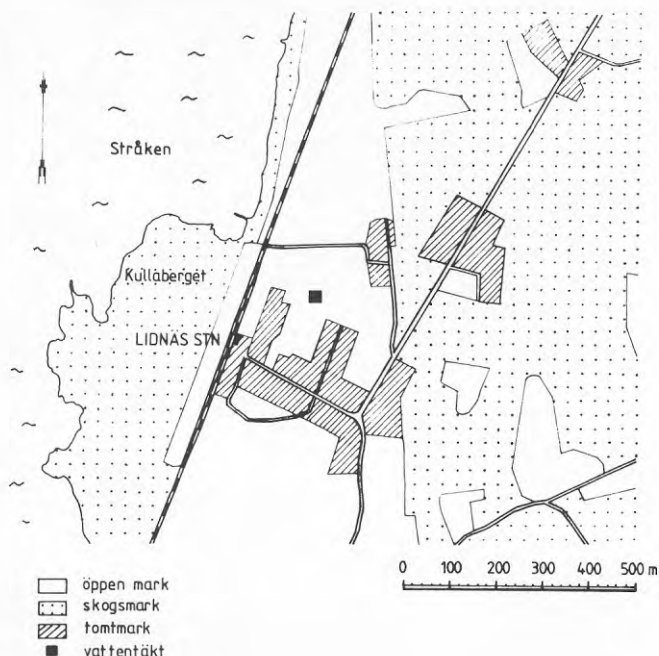 Stråken
Kullaberget
LIDNÄS STN
0 100 200 300 400 500 m
öppen mark
skogsmark
tomtmark
vattentäkt